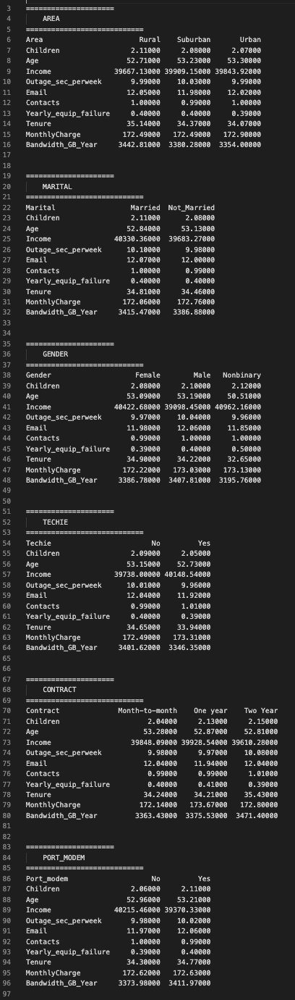 3 =====================
4 AREA
5 ============================
6 Area Rural Suburban Urban
7 Children 2.11000 2.08000 2.07000
8 Age 52.71000 53.23000 53.30000
9 Income 39667.13000 39909.15000 39843.92000
10 Outage_sec_perweek 9.99000 10.03000 9.99000
11 Email 12.05000 11.98000 12.02000
12 Contacts 1.00000 0.99000 1.00000
13 Yearly_equip_failure 0.40000 0.40000 0.39000
14 Tenure 35.14000 34.37000 34.07000
15 MonthlyCharge 172.49000 172.49000 172.90000
16 Bandwidth_GB_Year 3442.81000 3380.28000 3354.00000
17
18
19 =====================
20 MARITAL
21 ============================
22 Marital Married Not_Married
23 Children 2.11000 2.08000
24 Age 52.84000 53.13000
25 Income 40330.36000 39683.27000
26 Outage_sec_perweek 10.10000 9.98000
27 Email 12.07000 12.00000
28 Contacts 1.00000 0.99000
29 Yearly_equip_failure 0.40000 0.40000
30 Tenure 34.81000 34.46000
31 MonthlyCharge 172.06000 172.76000
32 Bandwidth_GB_Year 3415.47000 3386.88000
33
34
35 =====================
36 GENDER
37 ============================
38 Gender Female Male Nonbinary
39 Children 2.08000 2.10000 2.12000
40 Age 53.09000 53.19000 50.51000
41 Income 40422.68000 39098.45000 40962.16000
42 Outage_sec_perweek 9.97000 10.04000 9.96000
43 Email 11.98000 12.06000 11.85000
44 Contacts 0.99000 1.00000 1.00000
45 Yearly_equip_failure 0.39000 0.40000 0.50000
46 Tenure 34.90000 34.22000 32.65000
47 MonthlyCharge 172.22000 173.03000 173.13000
48 Bandwidth_GB_Year 3386.78000 3407.81000 3195.76000
49
50
51 =====================
52 TECHIE
53 ============================
54 Techie No Yes
55 Children 2.09000 2.05000
56 Age 53.15000 52.73000
57 Income 39738.00000 40148.54000
58 Outage_sec_perweek 10.01000 9.96000
59 Email 12.04000 11.92000
60 Contacts 0.99000 1.01000
61 Yearly_equip_failure 0.40000 0.39000
62 Tenure 34.65000 33.94000
63 MonthlyCharge 172.49000 173.31000
64 Bandwidth_GB_Year 3401.62000 3346.35000
65
66
67 =====================
68 CONTRACT
69 ============================
70 Contract Month-to-month One year Two Year
71 Children 2.04000 2.13000 2.15000
72 Age 53.28000 52.87000 52.81000
73 Income 39848.09000 39928.54000 39610.28000
74 Outage_sec_perweek 9.98000 9.97000 10.08000
75 Email 12.04000 11.94000 12.04000
76 Contacts 0.99000 0.99000 1.01000
77 Yearly_equip_failure 0.40000 0.41000 0.39000
78 Tenure 34.24000 34.21000 35.43000
79 MonthlyCharge 172.14000 173.67000 172.80000
80 Bandwidth_GB_Year 3363.43000 3375.53000 3471.40000
81
82
83 =====================
84 PORT_MODEM
85 ============================
86 Port_modem No Yes
87 Children 2.06000 2.11000
88 Age 52.96000 53.21000
89 Income 40215.46000 39370.33000
90 Outage_sec_perweek 9.98000 10.02000
91 Email 11.97000 12.06000
92 Contacts 1.00000 0.99000
93 Yearly_equip_failure 0.39000 0.40000
94 Tenure 34.30000 34.77000
95 MonthlyCharge 172.62000 172.63000
96 Bandwidth_GB_Year 3373.98000 3411.97000
97